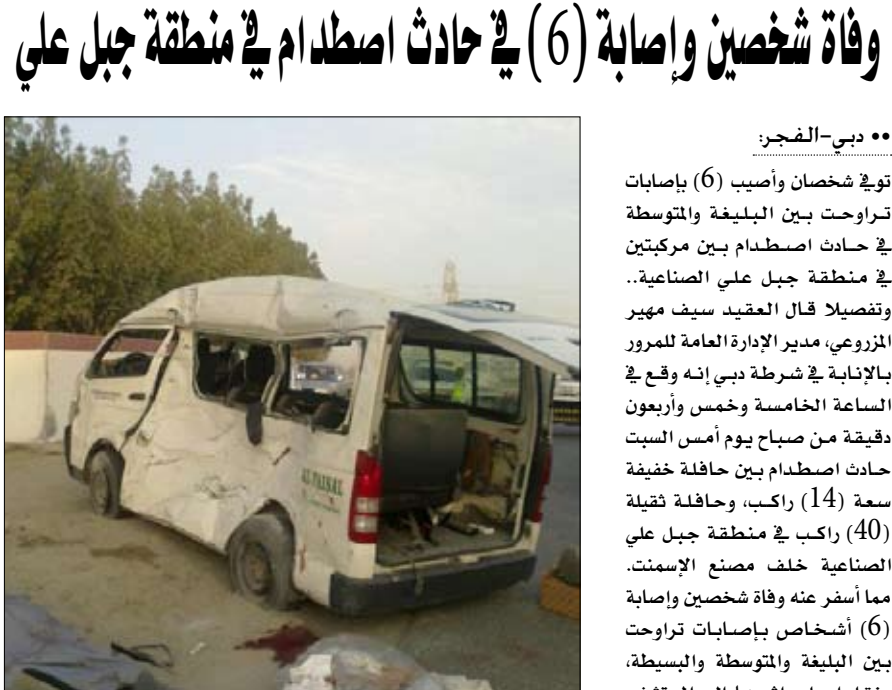 وفاة شخصين وإصابة (6) في حادث اصطدام في منطقة جبل علي
•• دبي-الفجر:
توفي شخصان وأصيب (6) بإصابات
تراوحت بين البليغة والمتوسطة
في حادث اصطدام بين مركبتين
في منطقة جبل علي الصناعية..
وتفصيلا قال العقيد سيف مهير
المزروعي، مدير الإدارة العامة للمرور
بالإنابة في شرطة دبي إنه وقع في
الساعة الخامسة وخمس وأربعون
دقيقة من صباح يوم أمس السبت
حادث اصطدام بين حافلة خفيفة
سعة (14) راكب، وحافلة ثقيلة
(40) راكب في منطقة جبل علي
الصناعية خلف مصنع الإسمنت.
مما أسفر عنه وفاة شخصين وإصابة
(6) أشخاص بإصابات تراوحت
بين البليغة والمتوسطة والبسيطة،
AL FAISAL